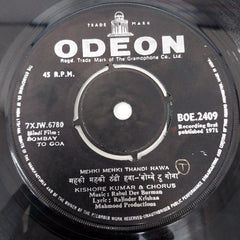 TRADE MARK
ODEON
Regd. Trade Mark of The Gramophone Co., Ltd.
45 R.P.M.
7XJW.6780
Hindi Film:
BOMBAY
TO GOA
BOE.2409
Recording first
published 1971
MEHKI MEHKI THANDI HAWA
महकी महकी ठंडी हवा-बोम्बे टू गोवा
T
KISHORE KUMAR & CHORUS
Music: Rahul Dev Burman
Lyric: Rajinder Krishan
Mahmood Productions